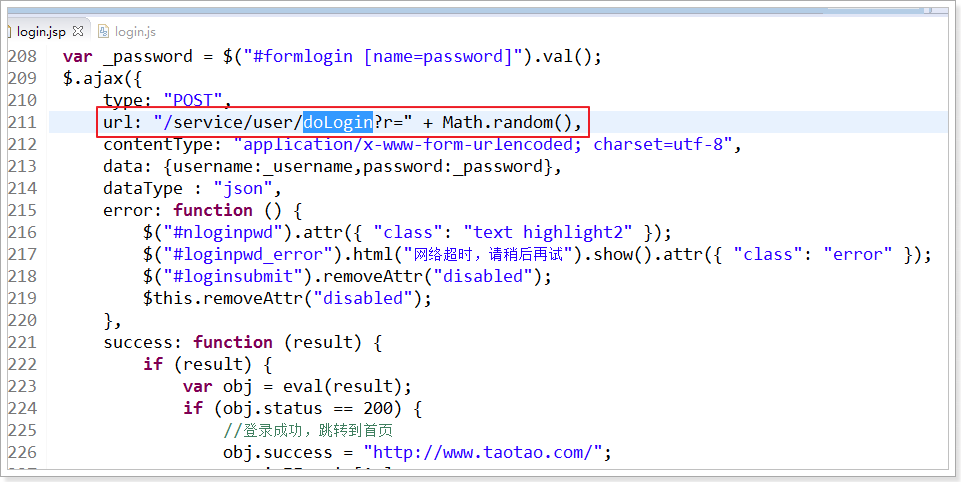 login.jsp login.js
208 var _password = $("#formlogin [name=password]").val();
209 $.ajax({
210 type: "POST",
211 url: "/service/user/doLogin?r=" + Math.random(),
212 contentType: "application/x-www-form-urlencoded; charset=utf-8",
213 data: {username:_username,password:_password},
214 dataType : "json",
215 error: function () {
216 $("#nloginpwd").attr({ "class": "text highlight2" });
217 $("#loginpwd_error").html("网络超时，请稍后再试").show().attr({ "class": "error" });
218 $("#loginsubmit").removeAttr("disabled");
219 $this.removeAttr("disabled");
220 },
221 success: function (result) {
222 if (result) {
223 var obj = eval(result);
224 if (obj.status == 200) {
225 //登录成功，跳转到首页
226 obj.success = "http://www.taotao.com/";